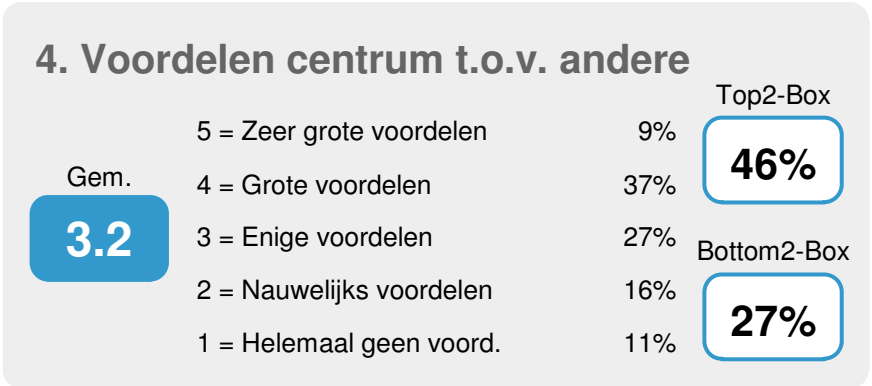 4. Voordelen centrum t.o.v. andere
Top2-Box
5 = Zeer grote voordelen 9%
46%
Gem.
4 = Grote voordelen 37%
3.2
3 = Enige voordelen 27%
Bottom2-Box
2 = Nauwelijks voordelen 16%
27%
1 = Helemaal geen voord. 11%